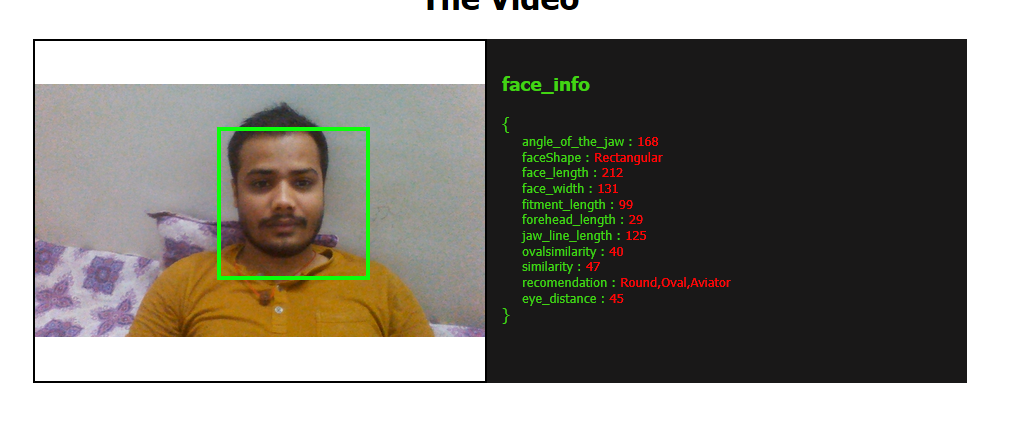 The Video
face_info
{
angle_of_the_jaw : 168
faceShape : Rectangular
face_length : 212
face_width : 131
fitment_length : 99
forehead_length : 29
jaw_line_length : 125
ovalsimilarity : 40
similarity : 47
recomendation : Round,Oval,Aviator
eye_distance : 45
}